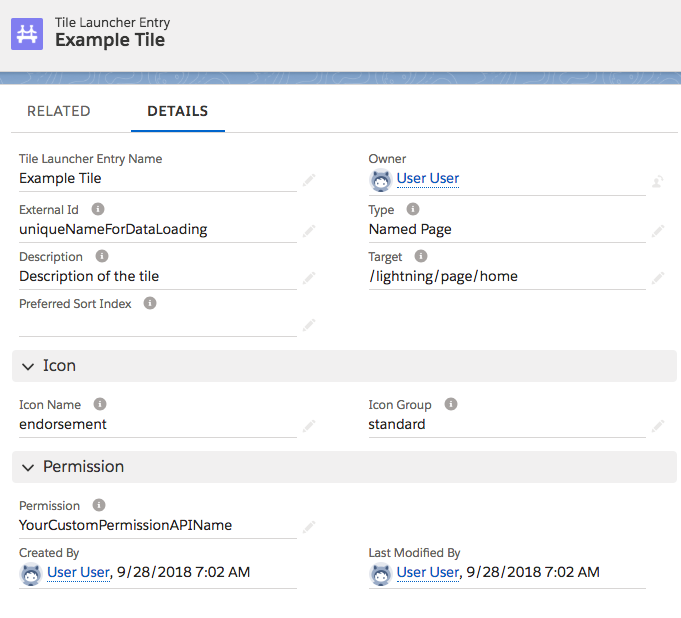 Tile Launcher Entry
Example Tile
RELATED
DETAILS
Tile Launcher Entry Name
Example Tile
Owner
User User
External Id
uniqueNameForDataLoading
Type
Named Page
Description
Description of the tile
Target
/lightning/page/home
Preferred Sort Index
Icon
Icon Name
endorsement
Icon Group
standard
Permission
Permission
YourCustomPermissionAPIName
Created By
User User, 9/28/2018 7:02 AM
Last Modified By
User User, 9/28/2018 7:02 AM